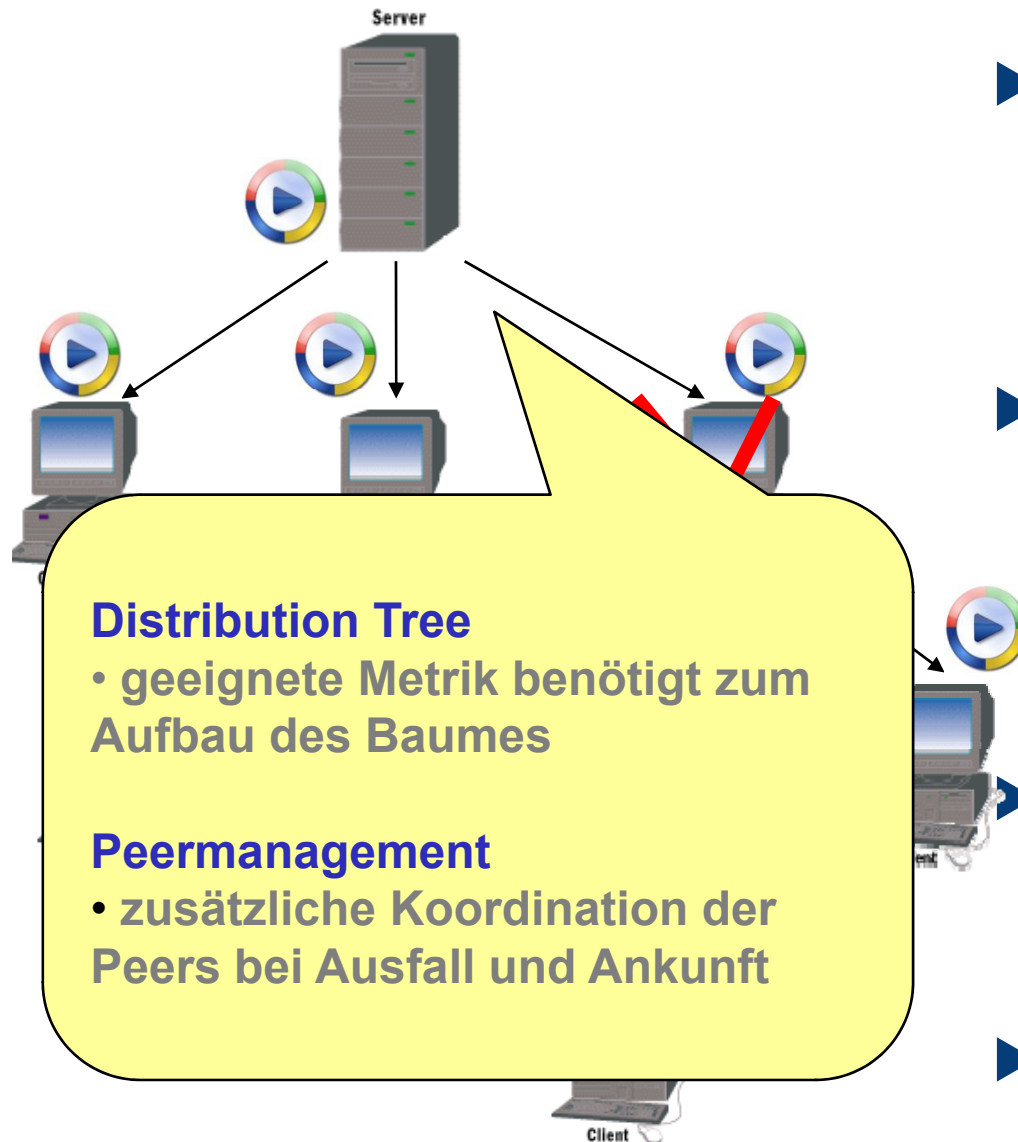 Server
Distribution Tree
• geeignete Metrik benötigt zum
Aufbau des Baumes
Peermanagement
• zusätzliche Koordination der
Peers bei Ausfall und Ankunft
Client